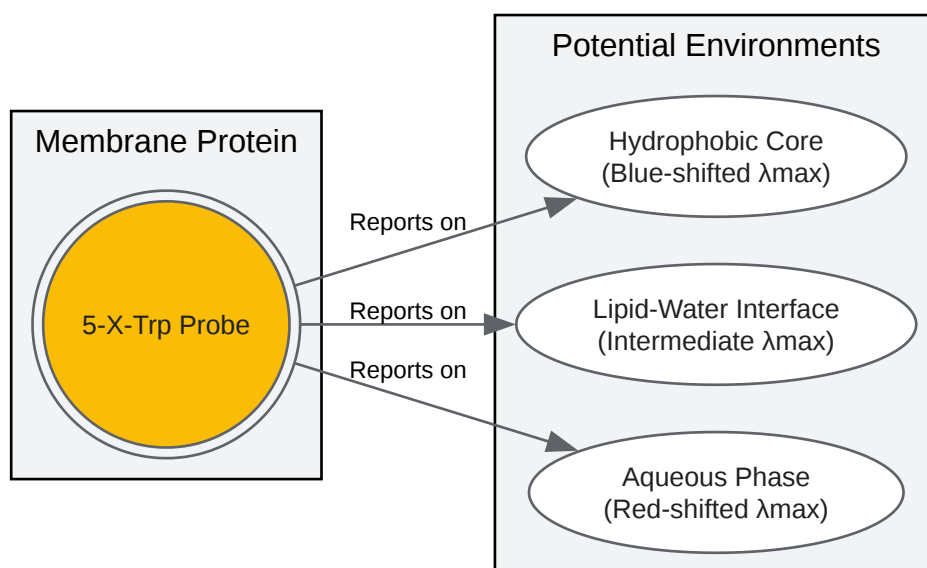 Membrane Protein
5-X-Trp Probe
Reports on
Reports on
Reports on
Potential Environments
Hydrophobic Core
(Blue-shifted λmax)
Lipid-Water Interface
(Intermediate λmax)
Aqueous Phase
(Red-shifted λmax)